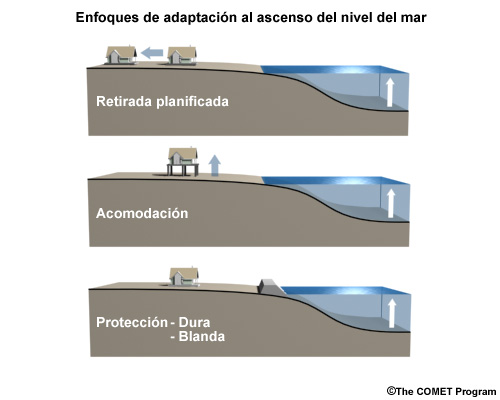 Enfoques de adaptación al ascenso del nivel del mar
Retirada planificada
Acomodación
Protección - Dura
- Blanda
©The COMET Program